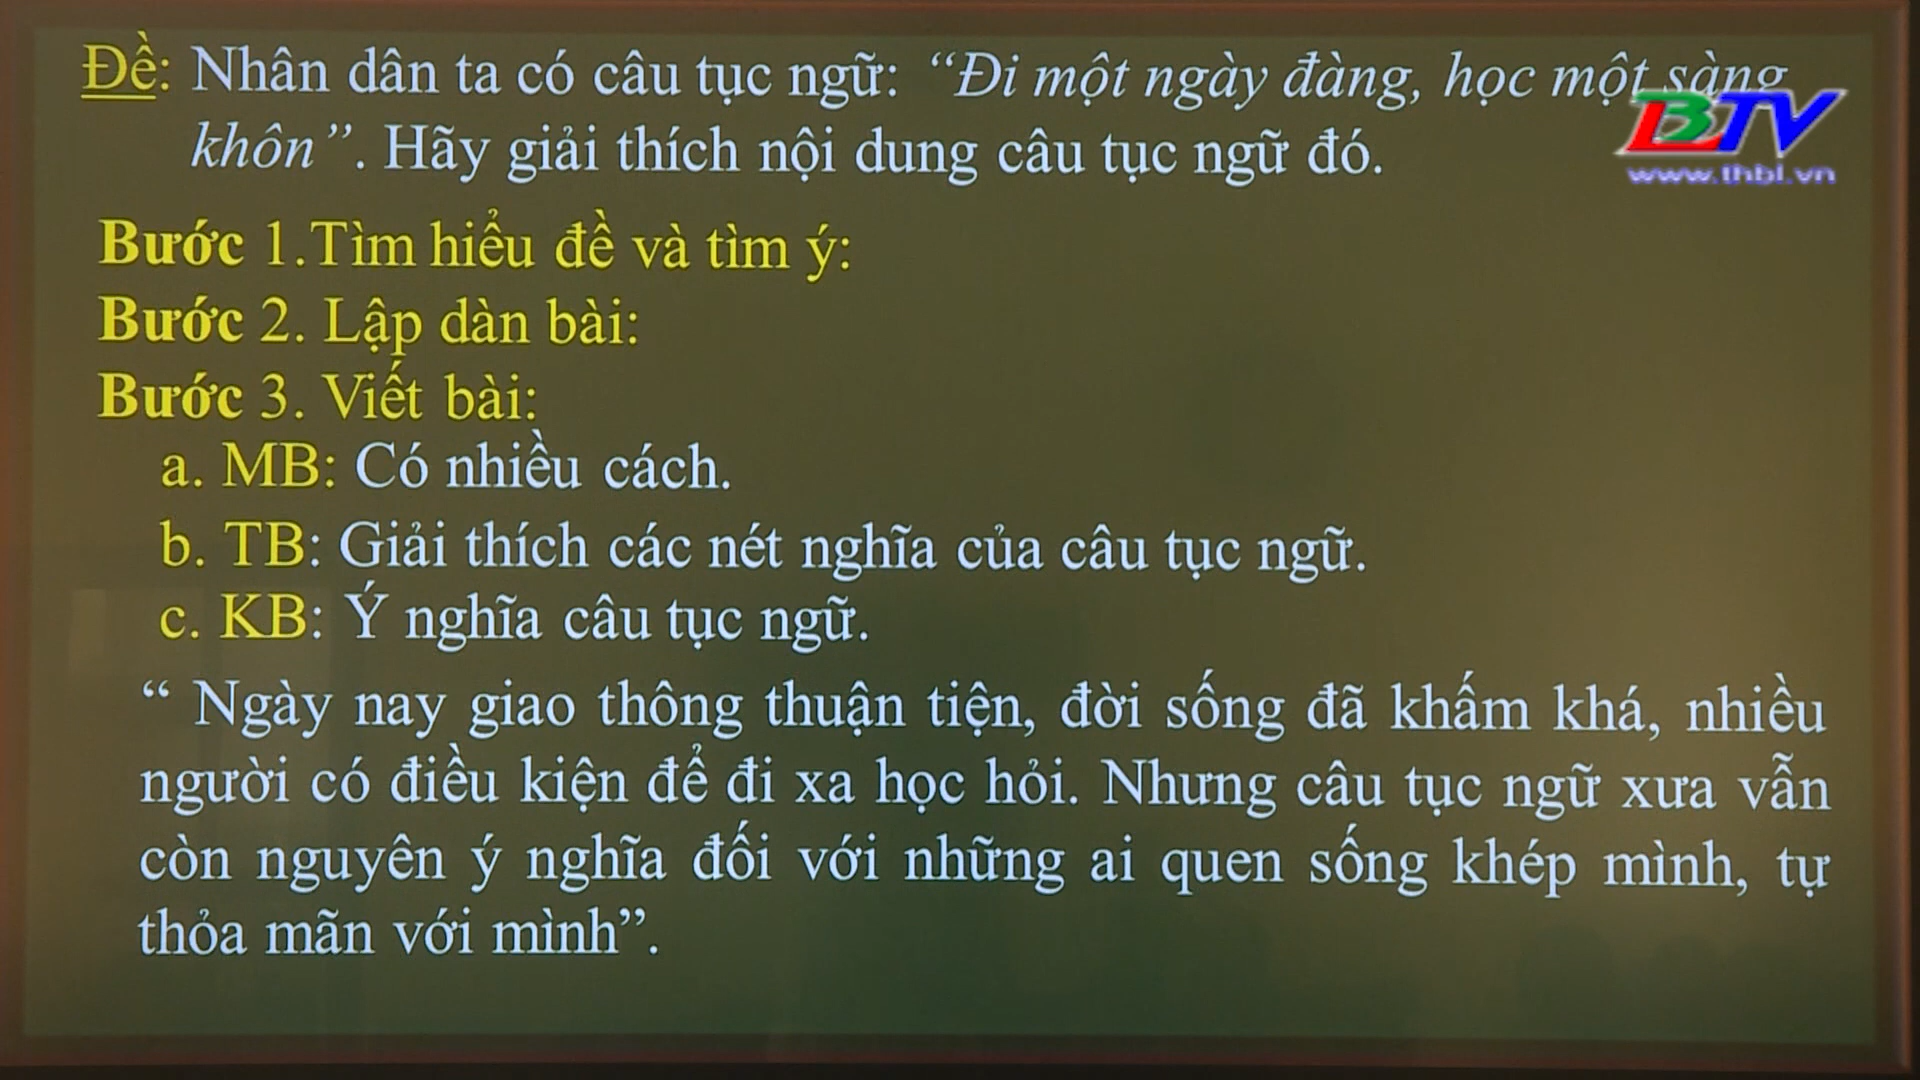 Đề: Nhân dân ta có câu tục ngữ: “Đi một ngày đàng, học một sàng
khôn”. Hãy giải thích nội dung câu tục ngữ đó.
BTV
www.thbl.vn
Bước 1.Tìm hiểu đề và tìm ý:
Bước 2. Lập dàn bài:
Bước 3. Viết bài:
a. MB: Có nhiều cách.
b. TB: Giải thích các nét nghĩa của câu tục ngữ.
c. KB: Ý nghĩa câu tục ngữ.
“ Ngày nay giao thông thuận tiện, đời sống đã khấm khá, nhiều
người có điều kiện để đi xa học hỏi. Nhưng câu tục ngữ xưa vẫn
còn nguyên ý nghĩa đối với những ai quen sống khép mình, tự
thỏa mãn với mình”.